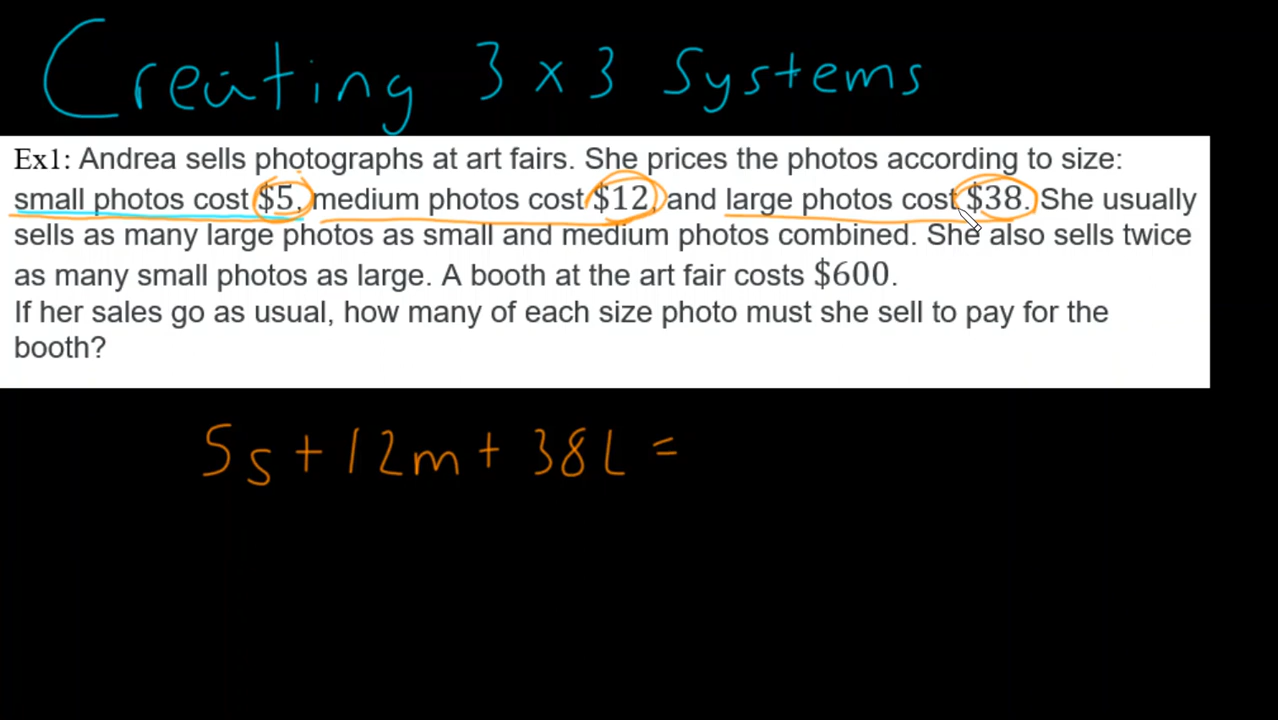 Creating 3 x 3 Systems
Ex1: Andrea sells photographs at art fairs. She prices the photos according to size:
small photos cost $5, medium photos cost $12, and large photos cost $38. She usually
sells as many large photos as small and medium photos combined. She also sells twice
as many small photos as large. A booth at the art fair costs $600.
If her sales go as usual, how many of each size photo must she sell to pay for the
booth?
5s + 12m + 38L =